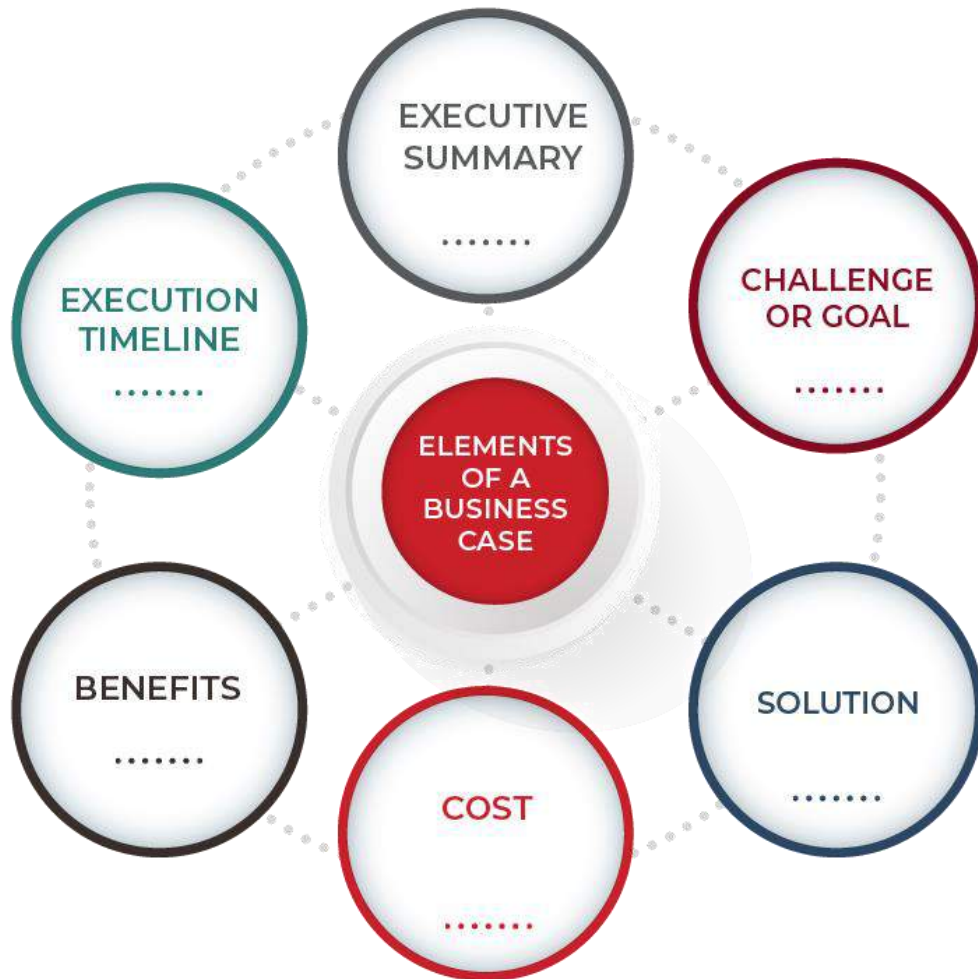 EXECUTIVE
SUMMARY
CHALLENGE
OR GOAL
SOLUTION
COST
BENEFITS
EXECUTION
TIMELINE
ELEMENTS
OF A
BUSINESS
CASE